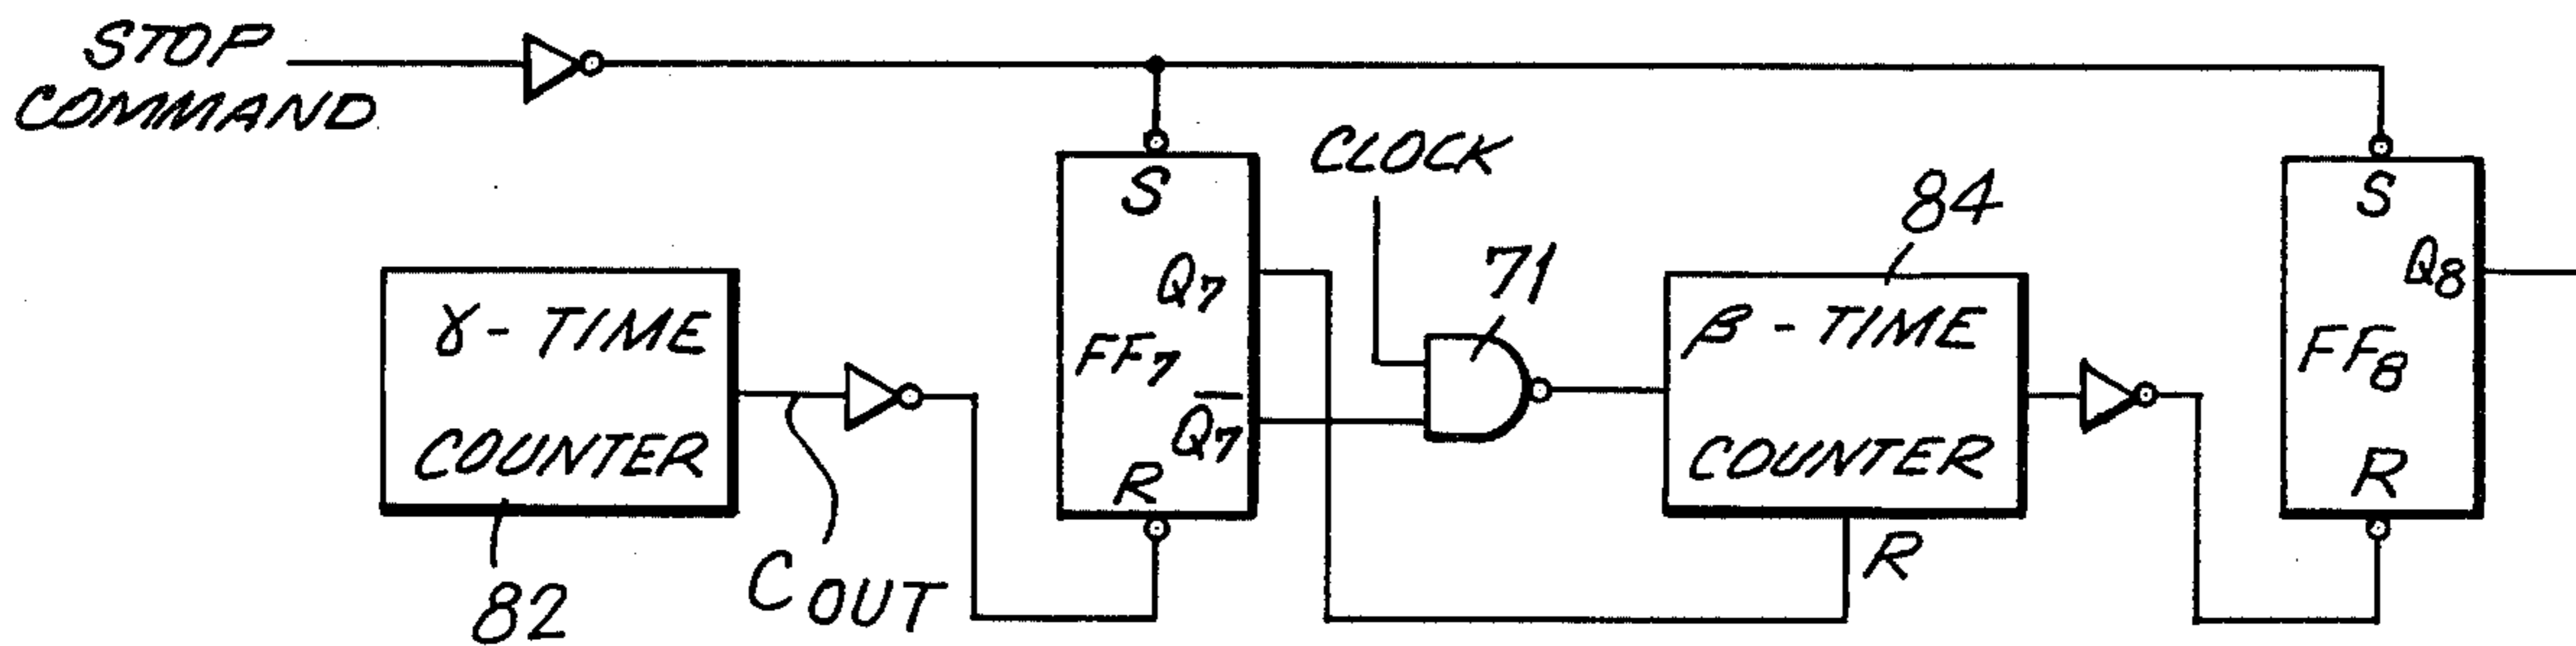 STOP
COMMAND
CLOCK
S
Q7
FF7
Q̅7
R
71
84
S
Q8
FF8
R
γ - TIME
COUNTER
82
COUT
β - TIME
COUNTER
R